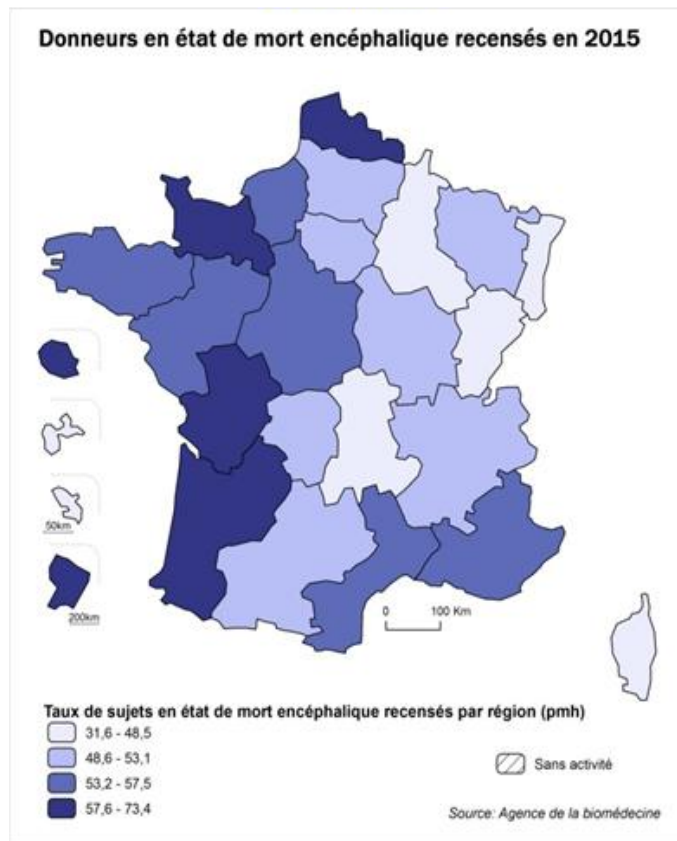 Donneurs en état de mort encéphalique recensés en 2015
50km
200km
0 100 Km
Taux de sujets en état de mort encéphalique recensés par région (pmh)
31,6 - 48,5
48,6 - 53,1
53,2 - 57,5
57,6 - 73,4
Sans activité
Source: Agence de la biomédecine